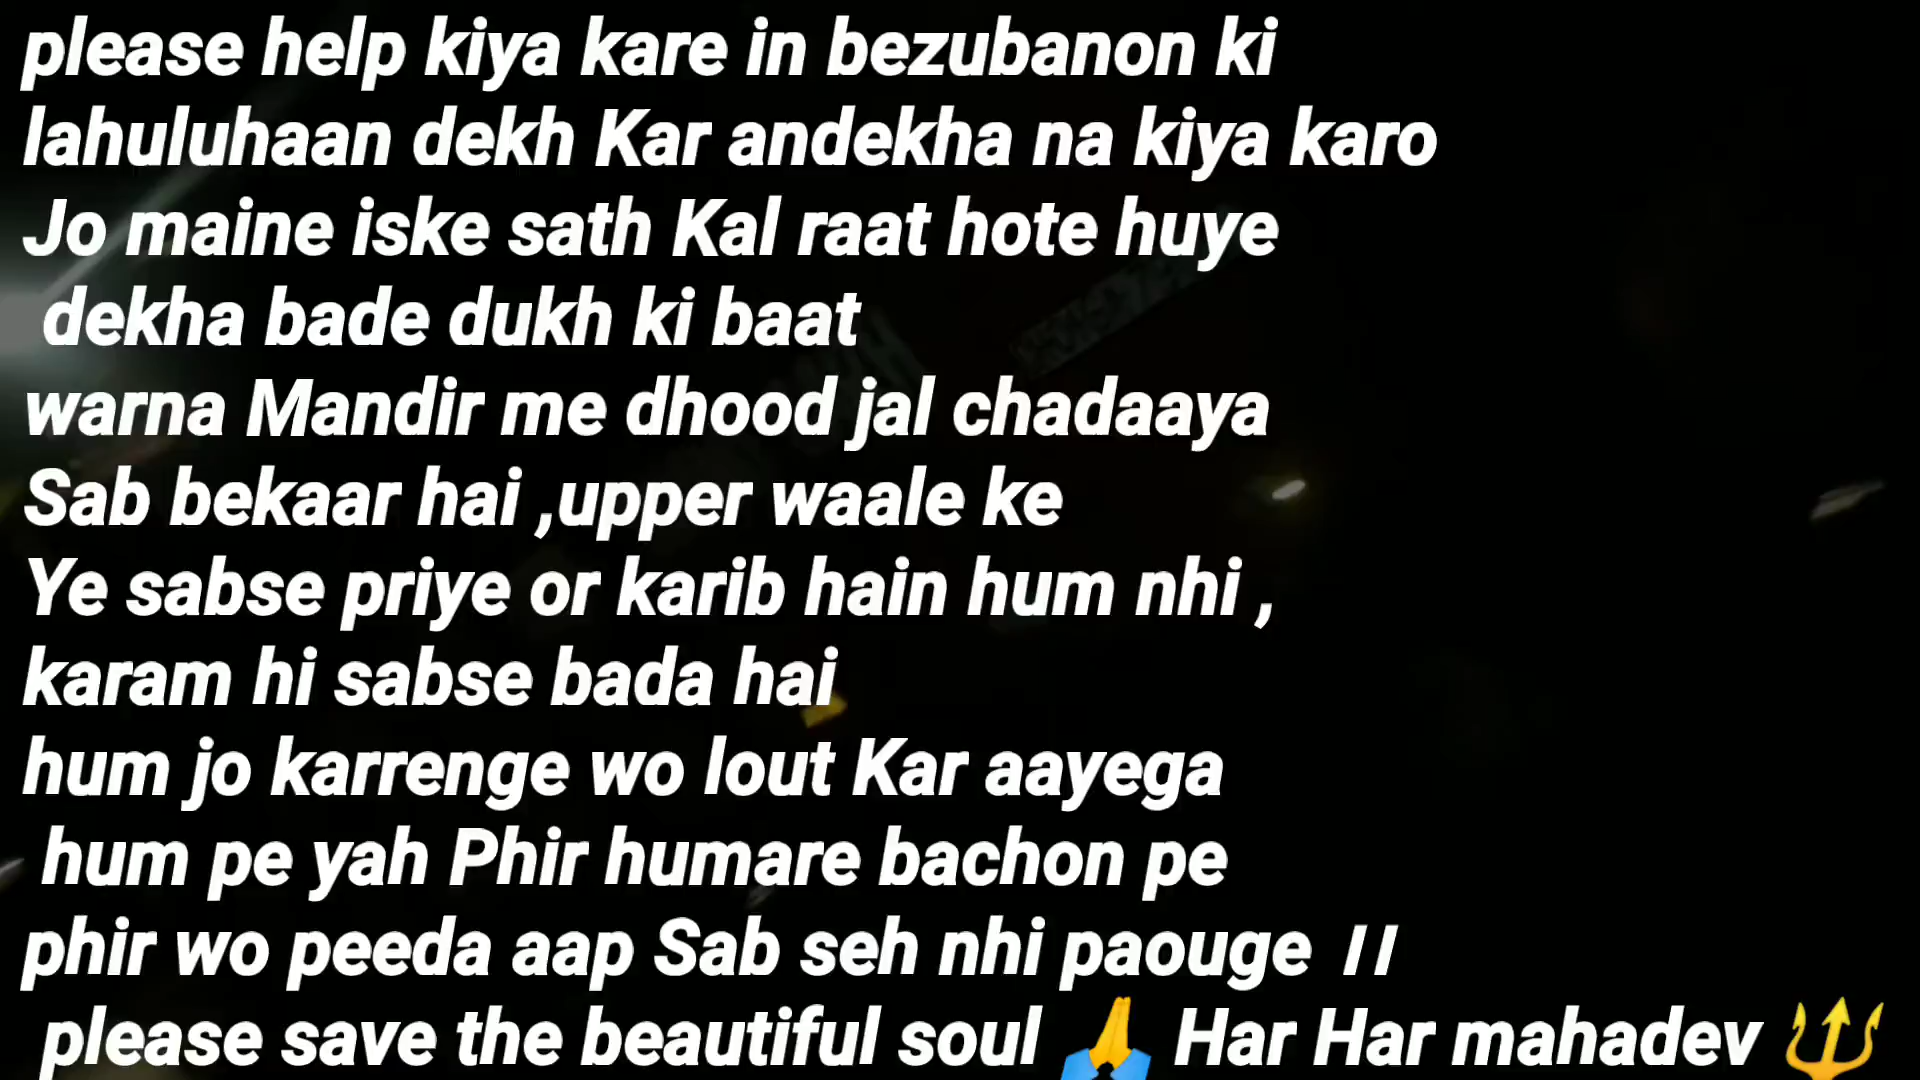 please help kiya kare in bezubanon ki
lahuluhaan dekh Kar andekha na kiya karo
Jo maine iske sath Kal raat hote huye
dekha bade dukh ki baat
warna Mandir me dhood jal chadaaya
Sab bekaar hai ,upper waale ke
Ye sabse priye or karib hain hum nhi ,
karam hi sabse bada hai
hum jo karrenge wo lout Kar aayega
hum pe yah Phir humare bachon pe
phir wo peeda aap Sab seh nhi paouge ।।
please save the beautiful soul 🙏 Har Har mahadev 🔱